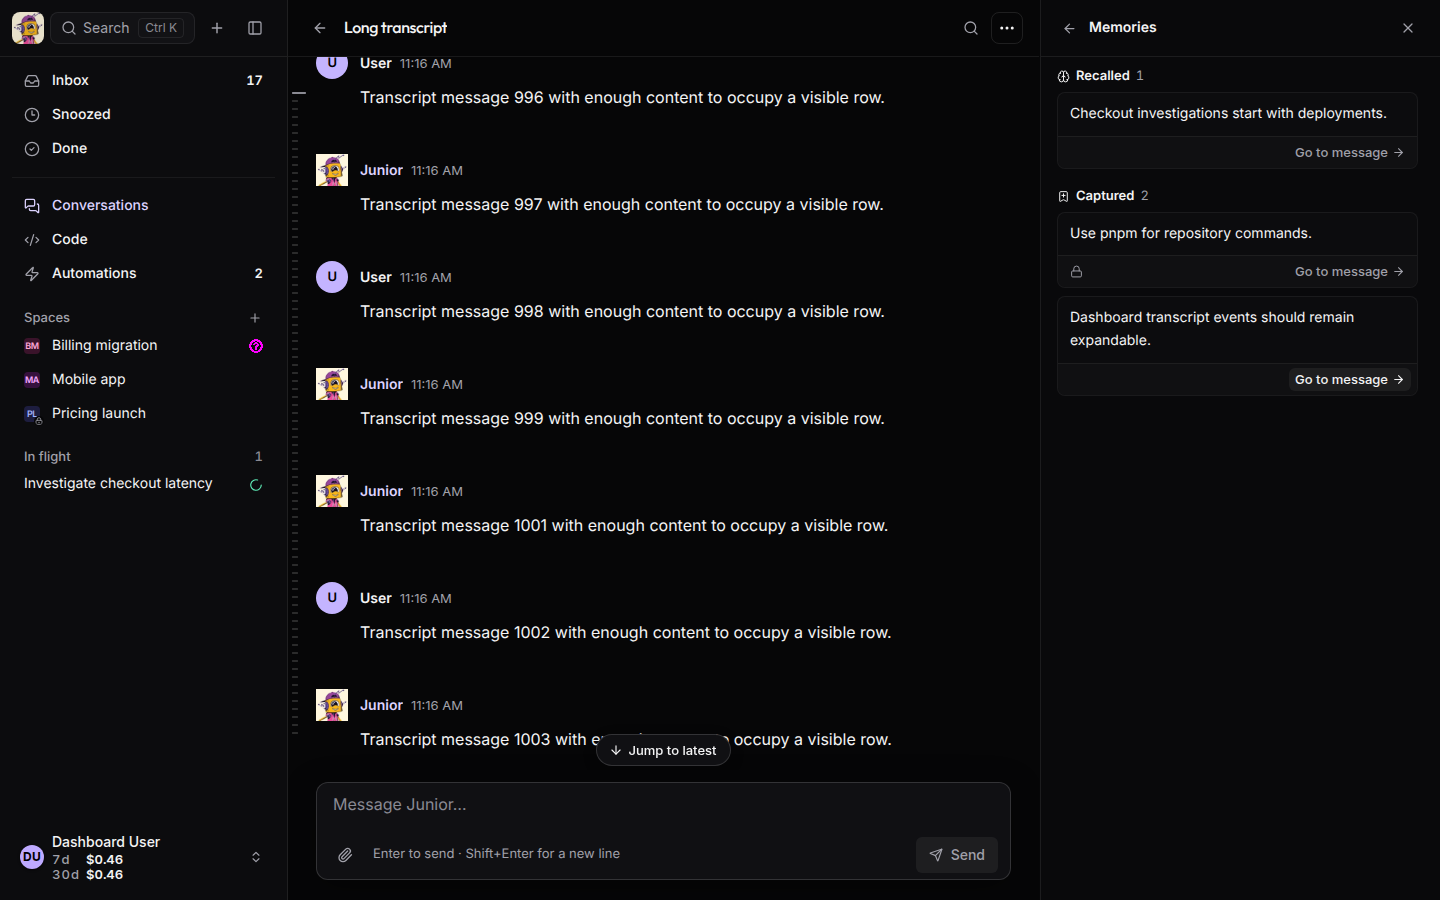 Search Ctrl K
Inbox 17
Snoozed
Done
Conversations
Code
Automations 2
Spaces
BM Billing migration
MA Mobile app
PL Pricing launch
In flight 1
Investigate checkout latency
DU Dashboard User
7d $0.46
30d $0.46
Long transcript
U User 11:16 AM
Transcript message 996 with enough content to occupy a visible row.
Junior 11:16 AM
Transcript message 997 with enough content to occupy a visible row.
U User 11:16 AM
Transcript message 998 with enough content to occupy a visible row.
Junior 11:16 AM
Transcript message 999 with enough content to occupy a visible row.
Junior 11:16 AM
Transcript message 1001 with enough content to occupy a visible row.
U User 11:16 AM
Transcript message 1002 with enough content to occupy a visible row.
Junior 11:16 AM
Transcript message 1003 with occupy a visible row.
Jump to latest
Message Junior...
Enter to send · Shift+Enter for a new line
Send
Memories
Recalled 1
Checkout investigations start with deployments.
Go to message
Captured 2
Use pnpm for repository commands.
Go to message
Dashboard transcript events should remain
expandable.
Go to message